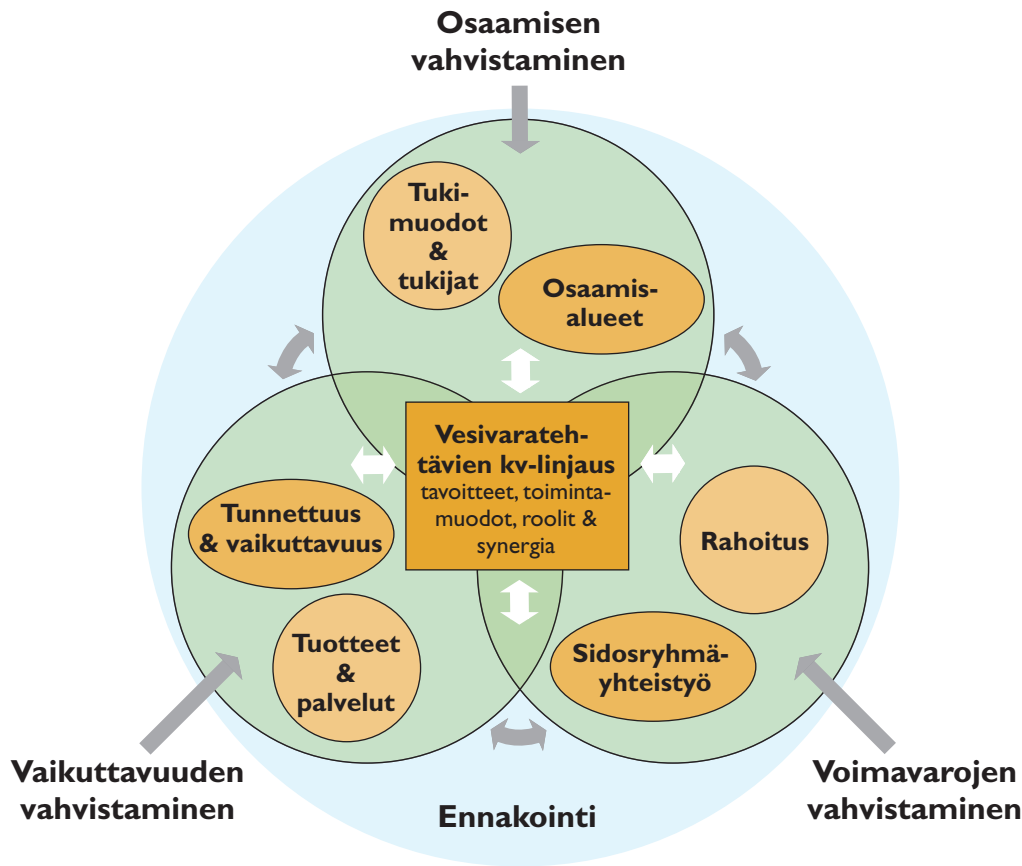 Osaamisen
vahvistaminen
Tuki-
muodot
&
tukijat
Osaamis-
alueet
Vesivarateh-
tävien kv-linjaus
tavoitteet, toiminta-
muodot, roolit &
synergia
Tunnettuus
& vaikuttavuus
Rahoitus
Tuotteet
&
palvelut
Sidosryhmä-
yhteistyö
Vaikuttavuuden
vahvistaminen
Ennakointi
Voimavarojen
vahvistaminen